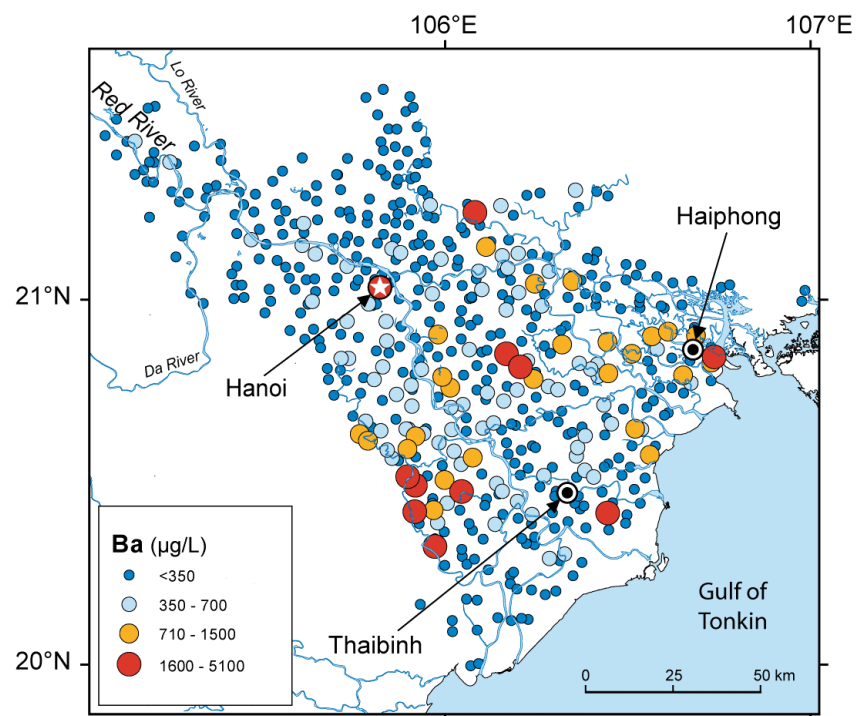 106°E
107°E
Lo River
Red River
Haiphong
21°N
Da River
Hanoi
Ba (µg/L)
<350
350 - 700
710 - 1500
1600 - 5100
Gulf of
Tonkin
Thaibinh
20°N
0 25 50 km